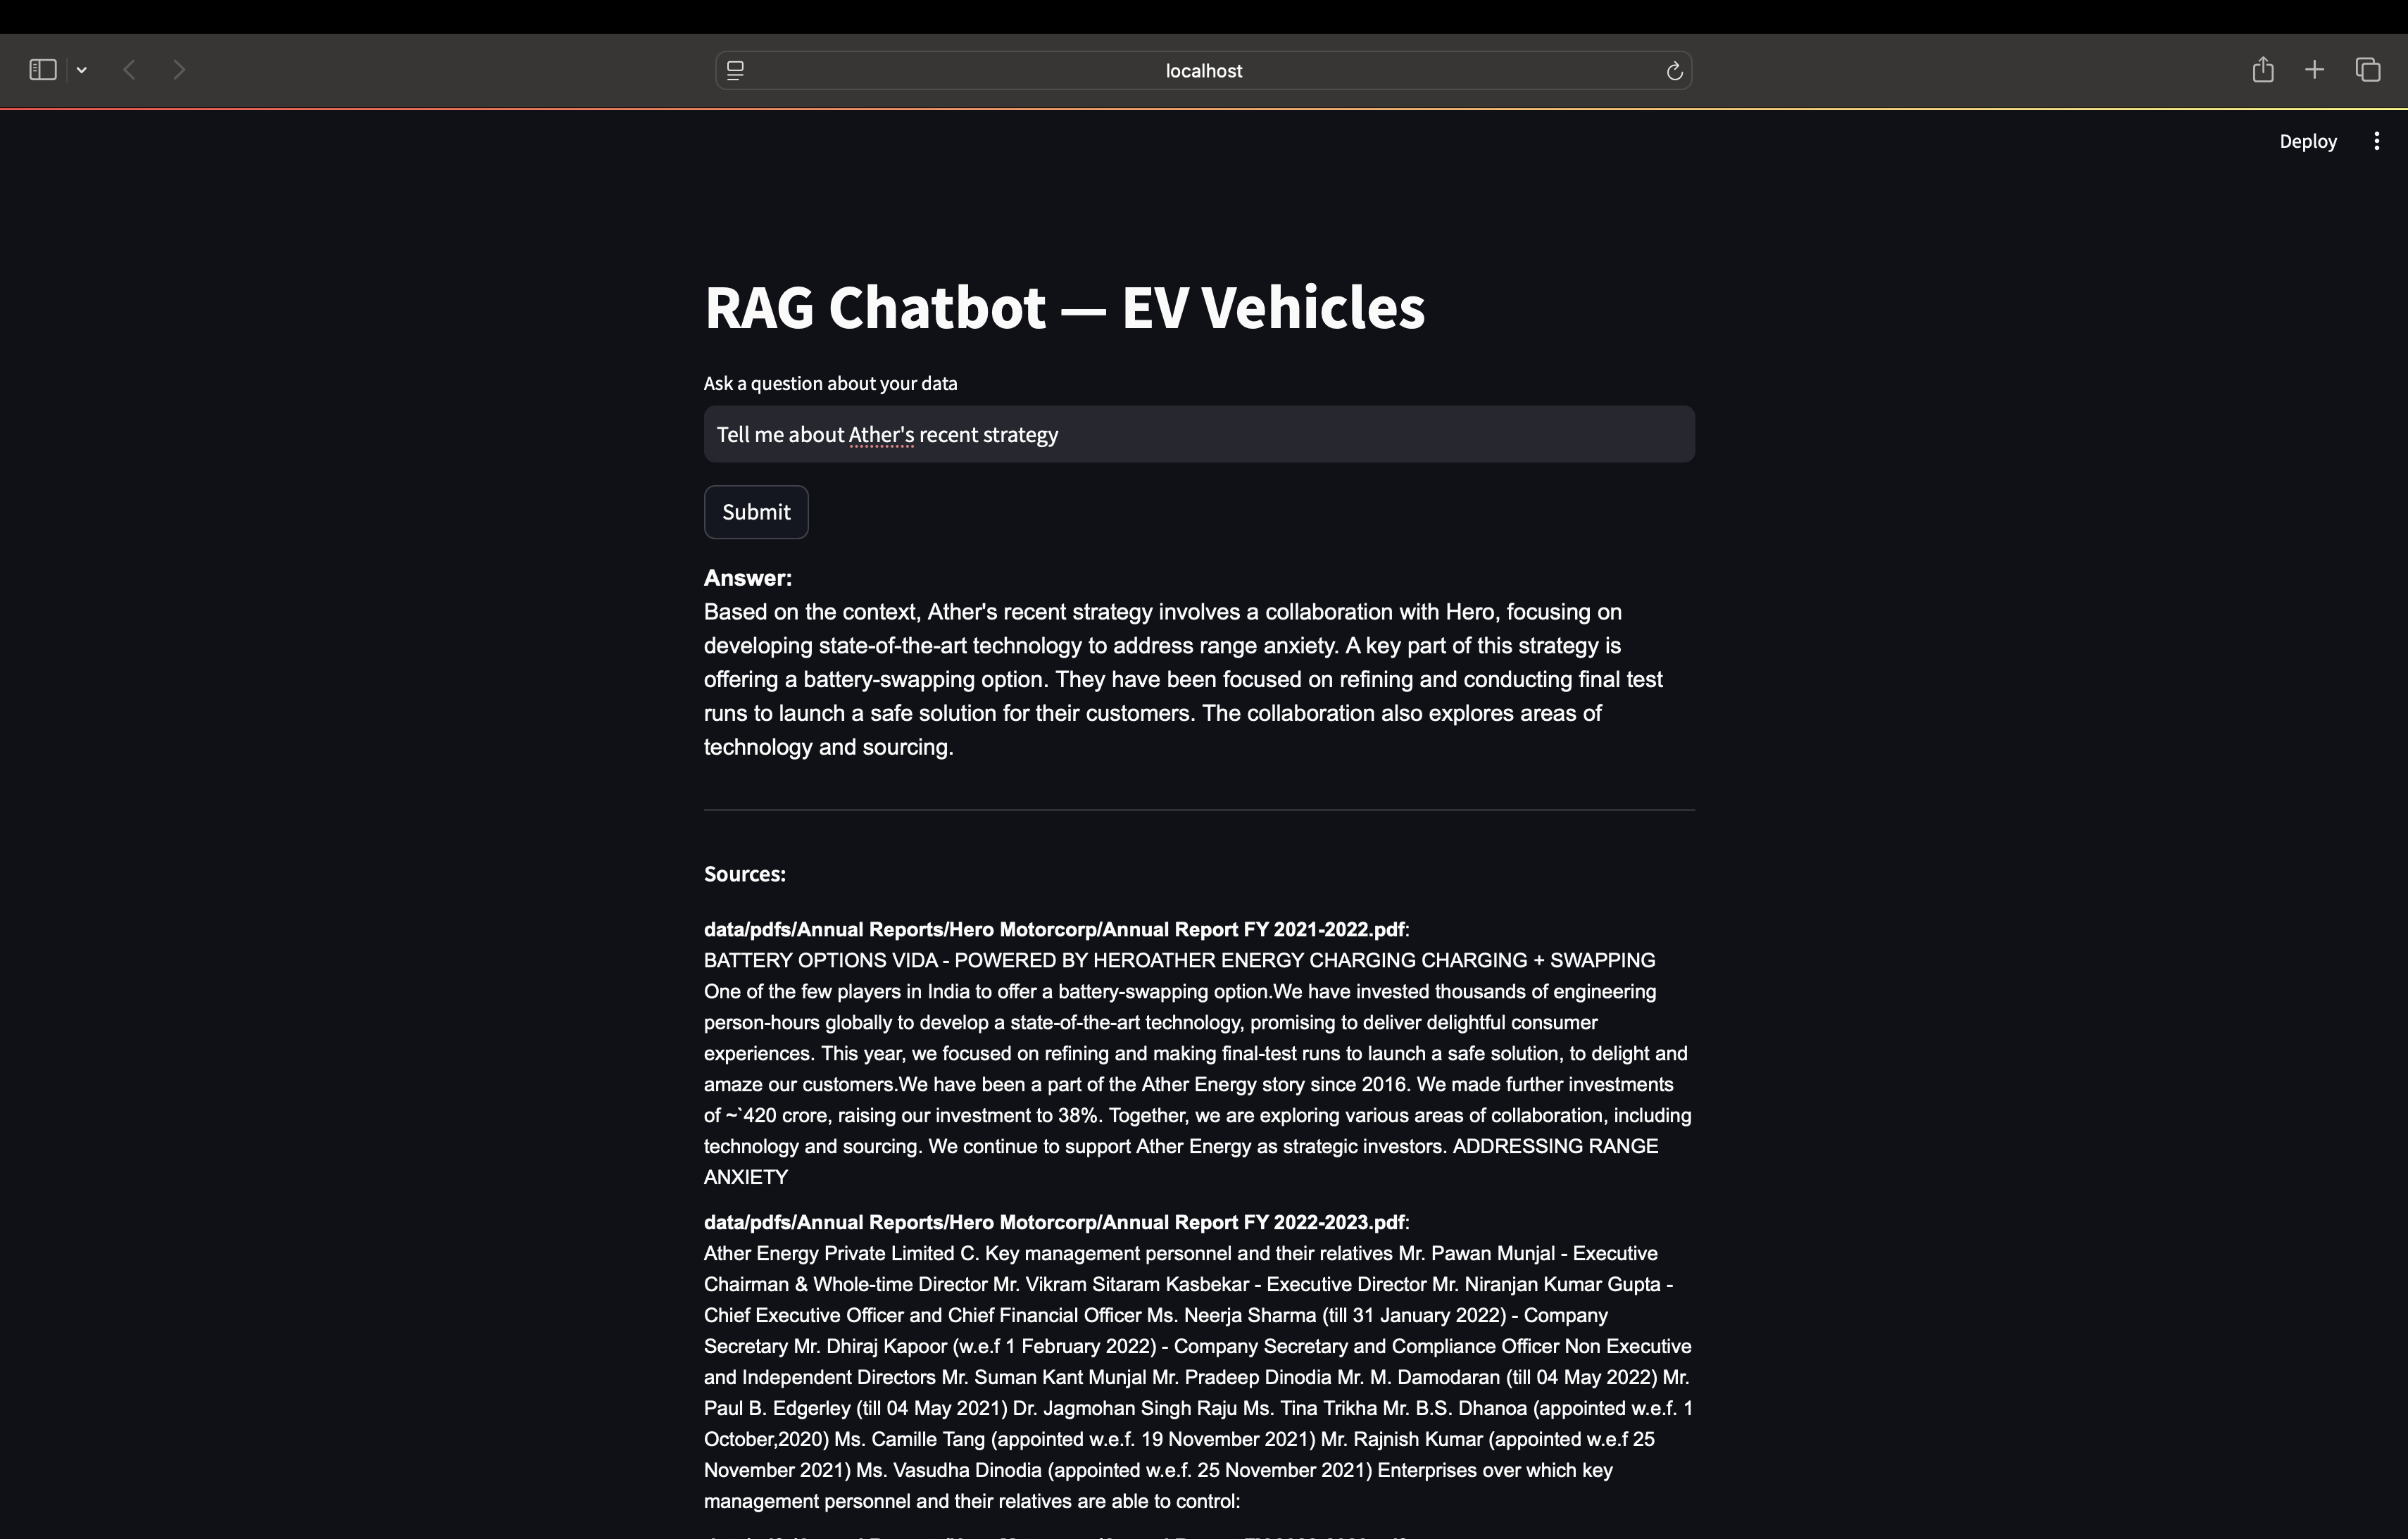 localhost
Deploy
RAG Chatbot — EV Vehicles
Ask a question about your data
Tell me about Ather's recent strategy
Submit
Answer:
Based on the context, Ather's recent strategy involves a collaboration with Hero, focusing on
developing state-of-the-art technology to address range anxiety. A key part of this strategy is
offering a battery-swapping option. They have been focused on refining and conducting final test
runs to launch a safe solution for their customers. The collaboration also explores areas of
technology and sourcing.
Sources:
data/pdfs/Annual Reports/Hero Motorcorp/Annual Report FY 2021-2022.pdf:
BATTERY OPTIONS VIDA - POWERED BY HEROATHER ENERGY CHARGING CHARGING + SWAPPING
One of the few players in India to offer a battery-swapping option.We have invested thousands of engineering
person-hours globally to develop a state-of-the-art technology, promising to deliver delightful consumer
experiences. This year, we focused on refining and making final-test runs to launch a safe solution, to delight and
amaze our customers.We have been a part of the Ather Energy story since 2016. We made further investments
of ~`420 crore, raising our investment to 38%. Together, we are exploring various areas of collaboration, including
technology and sourcing. We continue to support Ather Energy as strategic investors. ADDRESSING RANGE
ANXIETY
data/pdfs/Annual Reports/Hero Motorcorp/Annual Report FY 2022-2023.pdf:
Ather Energy Private Limited C. Key management personnel and their relatives Mr. Pawan Munjal - Executive
Chairman & Whole-time Director Mr. Vikram Sitaram Kasbekar - Executive Director Mr. Niranjan Kumar Gupta -
Chief Executive Officer and Chief Financial Officer Ms. Neerja Sharma (till 31 January 2022) - Company
Secretary Mr. Dhiraj Kapoor (w.e.f 1 February 2022) - Company Secretary and Compliance Officer Non Executive
and Independent Directors Mr. Suman Kant Munjal Mr. Pradeep Dinodia Mr. M. Damodaran (till 04 May 2022) Mr.
Paul B. Edgerley (till 04 May 2021) Dr. Jagmohan Singh Raju Ms. Tina Trikha Mr. B.S. Dhanoa (appointed w.e.f. 1
October,2020) Ms. Camille Tang (appointed w.e.f. 19 November 2021) Mr. Rajnish Kumar (appointed w.e.f 25
November 2021) Ms. Vasudha Dinodia (appointed w.e.f. 25 November 2021) Enterprises over which key
management personnel and their relatives are able to control: